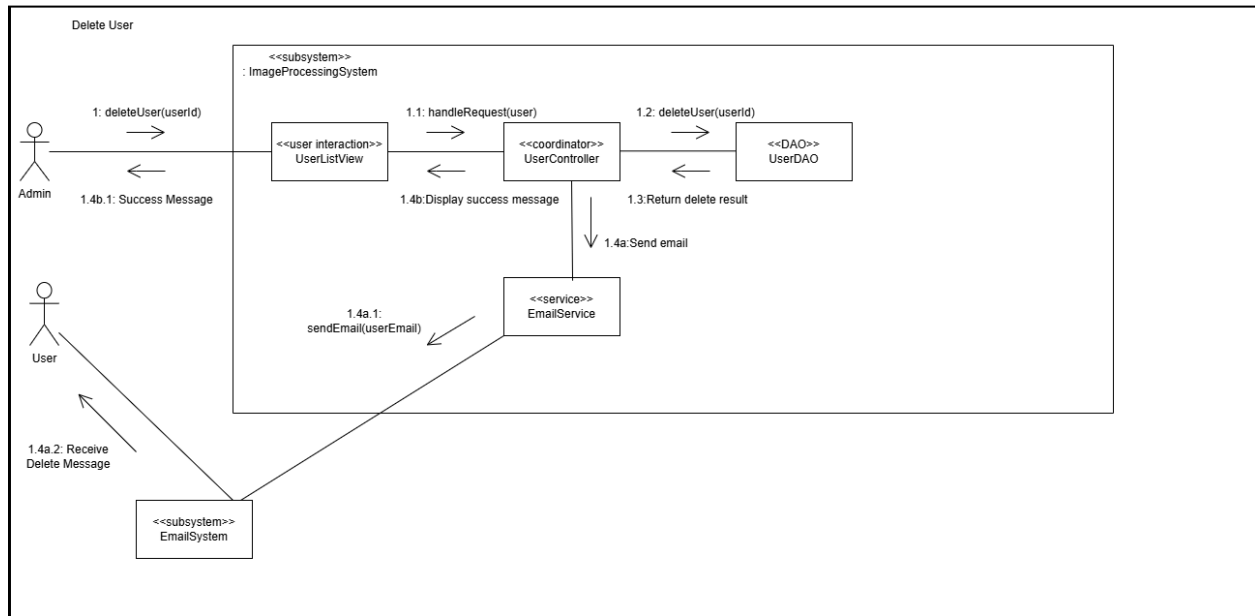 Delete User
<<subsystem>>
: ImageProcessingSystem
1: deleteUser(userId)
1.1: handleRequest(user)
1.2: deleteUser(userId)
<<user interaction>>
UserListView
<<coordinator>>
UserController
<<DAO>>
UserDAO
Admin
1.4b.1: Success Message
1.4b:Display success message
1.3:Return delete result
1.4a:Send email
<<service>>
EmailService
1.4a.1:
sendEmail(userEmail)
User
1.4a.2: Receive
Delete Message
<<subsystem>>
EmailSystem